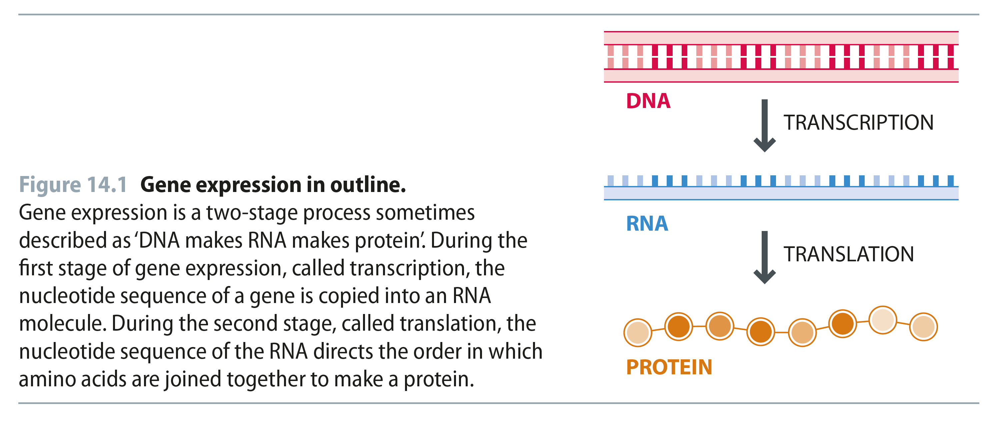 Figure 14.1 Gene expression in outline.
Gene expression is a two-stage process sometimes
described as ‘DNA makes RNA makes protein’. During the
first stage of gene expression, called transcription, the
nucleotide sequence of a gene is copied into an RNA
molecule. During the second stage, called translation, the
nucleotide sequence of the RNA directs the order in which
amino acids are joined together to make a protein.
DNA
TRANSCRIPTION
RNA
TRANSLATION
PROTEIN